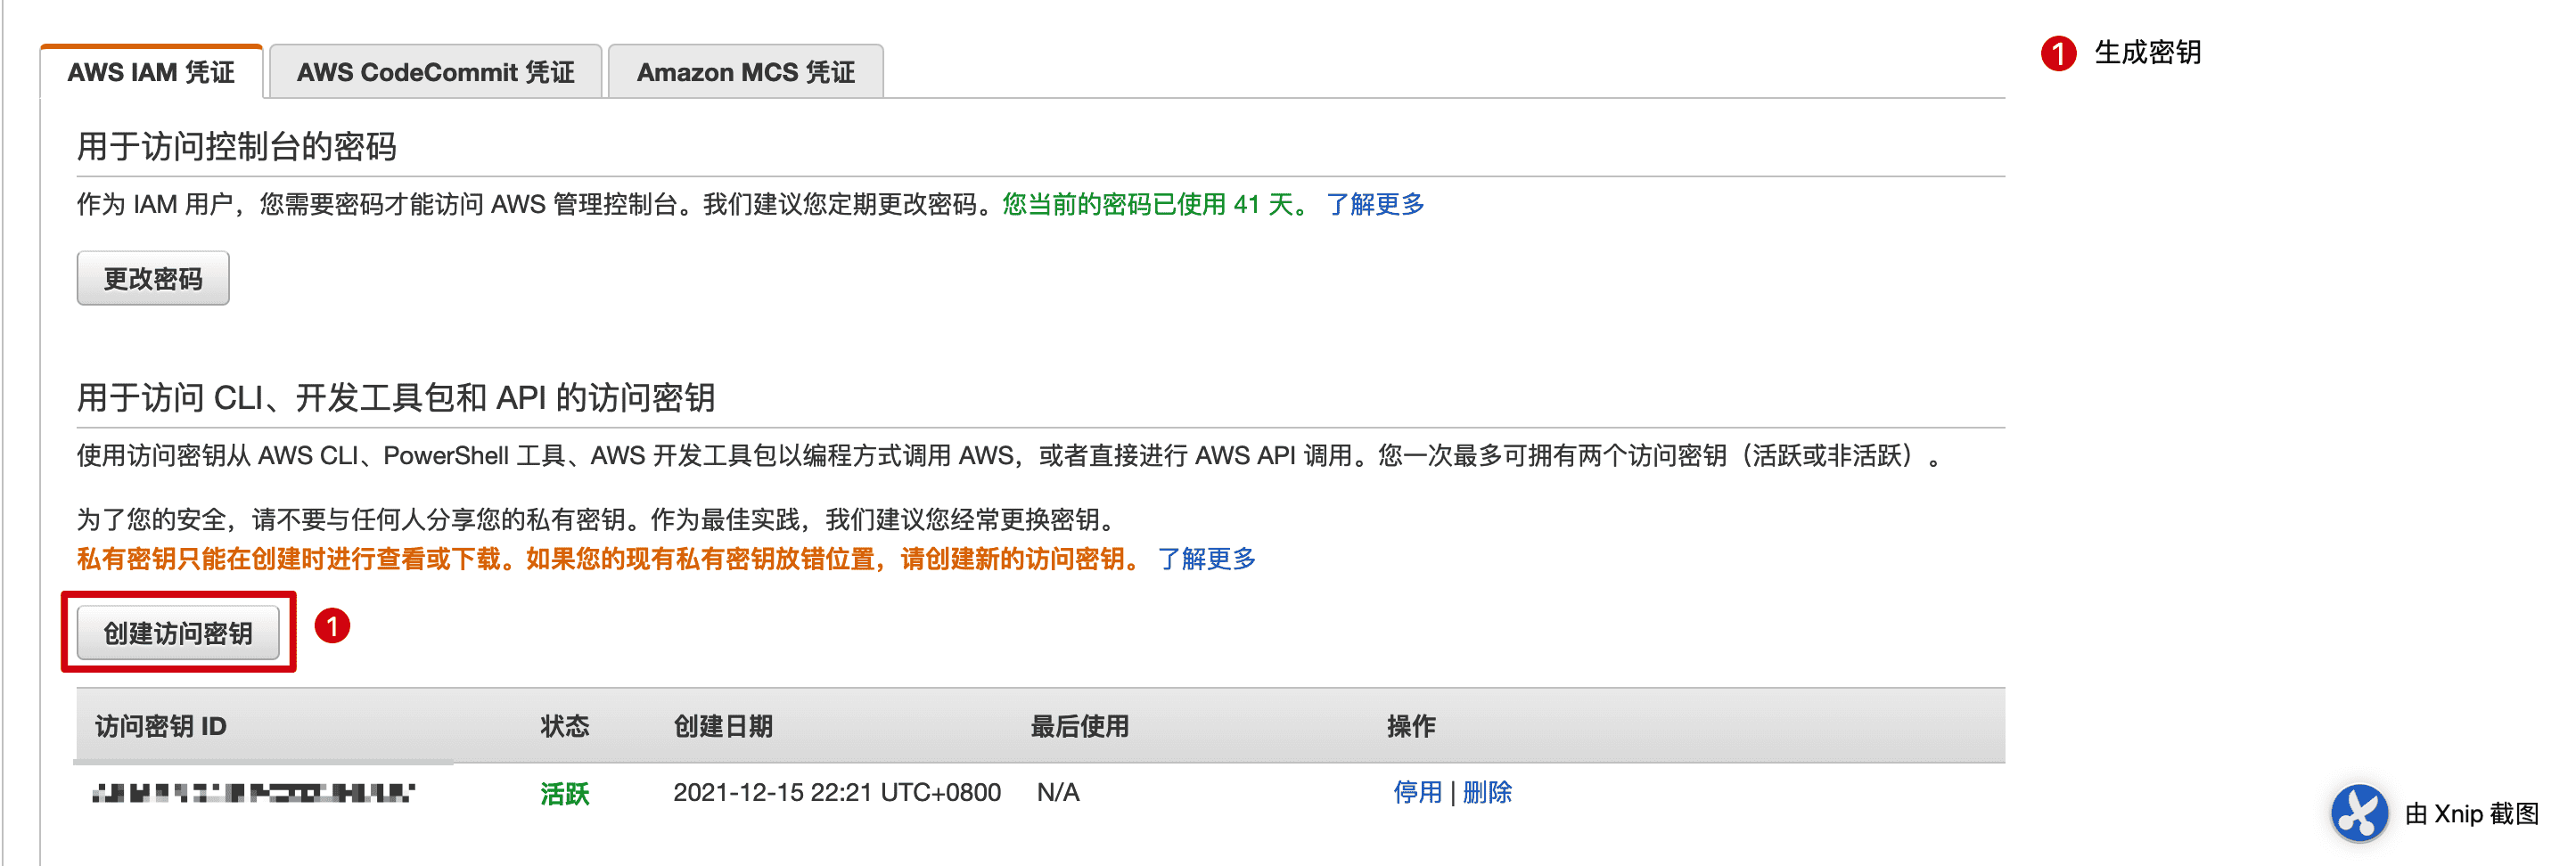 AWS IAM 凭证
AWS CodeCommit 凭证
Amazon MCS 凭证
1 生成密钥
用于访问控制台的密码
作为 IAM 用户，您需要密码才能访问 AWS 管理控制台。我们建议您定期更改密码。您当前的密码已使用 41 天。 了解更多
更改密码
用于访问 CLI、开发工具包和 API 的访问密钥
使用访问密钥从 AWS CLI、PowerShell 工具、AWS 开发工具包以编程方式调用 AWS，或者直接进行 AWS API 调用。您一次最多可拥有两个访问密钥（活跃或非活跃）。
为了您的安全，请不要与任何人分享您的私有密钥。作为最佳实践，我们建议您经常更换密钥。
私有密钥只能在创建时进行查看或下载。如果您的现有私有密钥放错位置，请创建新的访问密钥。 了解更多
创建访问密钥 1
访问密钥 ID 状态 创建日期 最后使用 操作
活跃 2021-12-15 22:21 UTC+0800 N/A 停用 | 删除
由 Xnip 截图